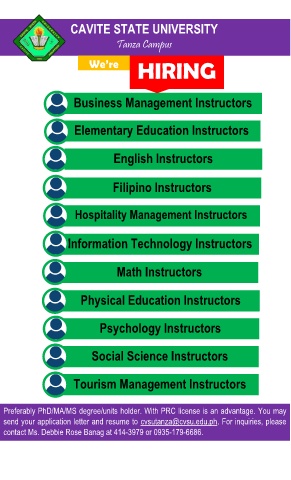 CAVITE STATE UNIVERSITY
Tanza Campus
We're
HIRING
Business Management Instructors
Elementary Education Instructors
English Instructors
Filipino Instructors
Hospitality Management Instructors
Information Technology Instructors
Math Instructors
Physical Education Instructors
Psychology Instructors
Social Science Instructors
Tourism Management Instructors
Preferably PhD/MA/MS degree/units holder. With PRC license is an advantage. You may
send your application letter and resume to cvsutanza@cvsu.edu.ph. For inquiries, please
contact Ms. Debbie Rose Banag at 414-3979 or 0935-179-6686.